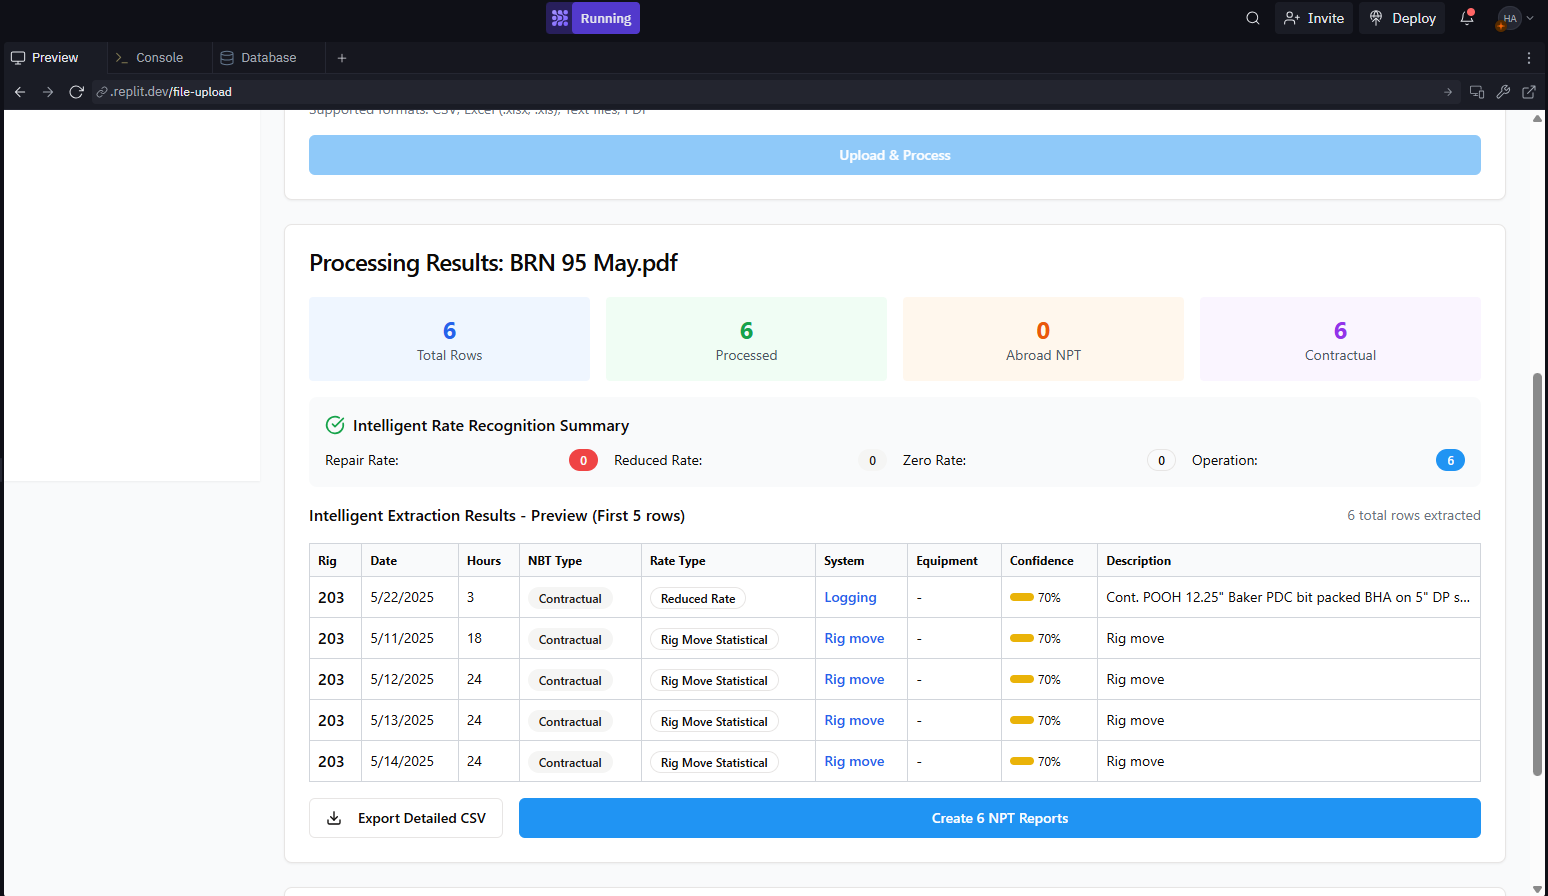 Running
Invite
Deploy
HA
Preview
Console
Database
.replit.dev/file-upload
Supported formats: CSV, Excel (.xlsx, .xls), Text files, PDF
Upload & Process
Processing Results: BRN 95 May.pdf
6
Total Rows
6
Processed
0
Abroad NPT
6
Contractual
Intelligent Rate Recognition Summary
Repair Rate: 0 Reduced Rate: 0 Zero Rate: 0 Operation: 6
Intelligent Extraction Results - Preview (First 5 rows)
6 total rows extracted
Rig Date Hours NBT Type Rate Type System Equipment Confidence Description
203 5/22/2025 3 Contractual Reduced Rate Logging - 70% Cont. POOH 12.25" Baker PDC bit packed BHA on 5" DP s...
203 5/11/2025 18 Contractual Rig Move Statistical Rig move - 70% Rig move
203 5/12/2025 24 Contractual Rig Move Statistical Rig move - 70% Rig move
203 5/13/2025 24 Contractual Rig Move Statistical Rig move - 70% Rig move
203 5/14/2025 24 Contractual Rig Move Statistical Rig move - 70% Rig move
Export Detailed CSV
Create 6 NPT Reports